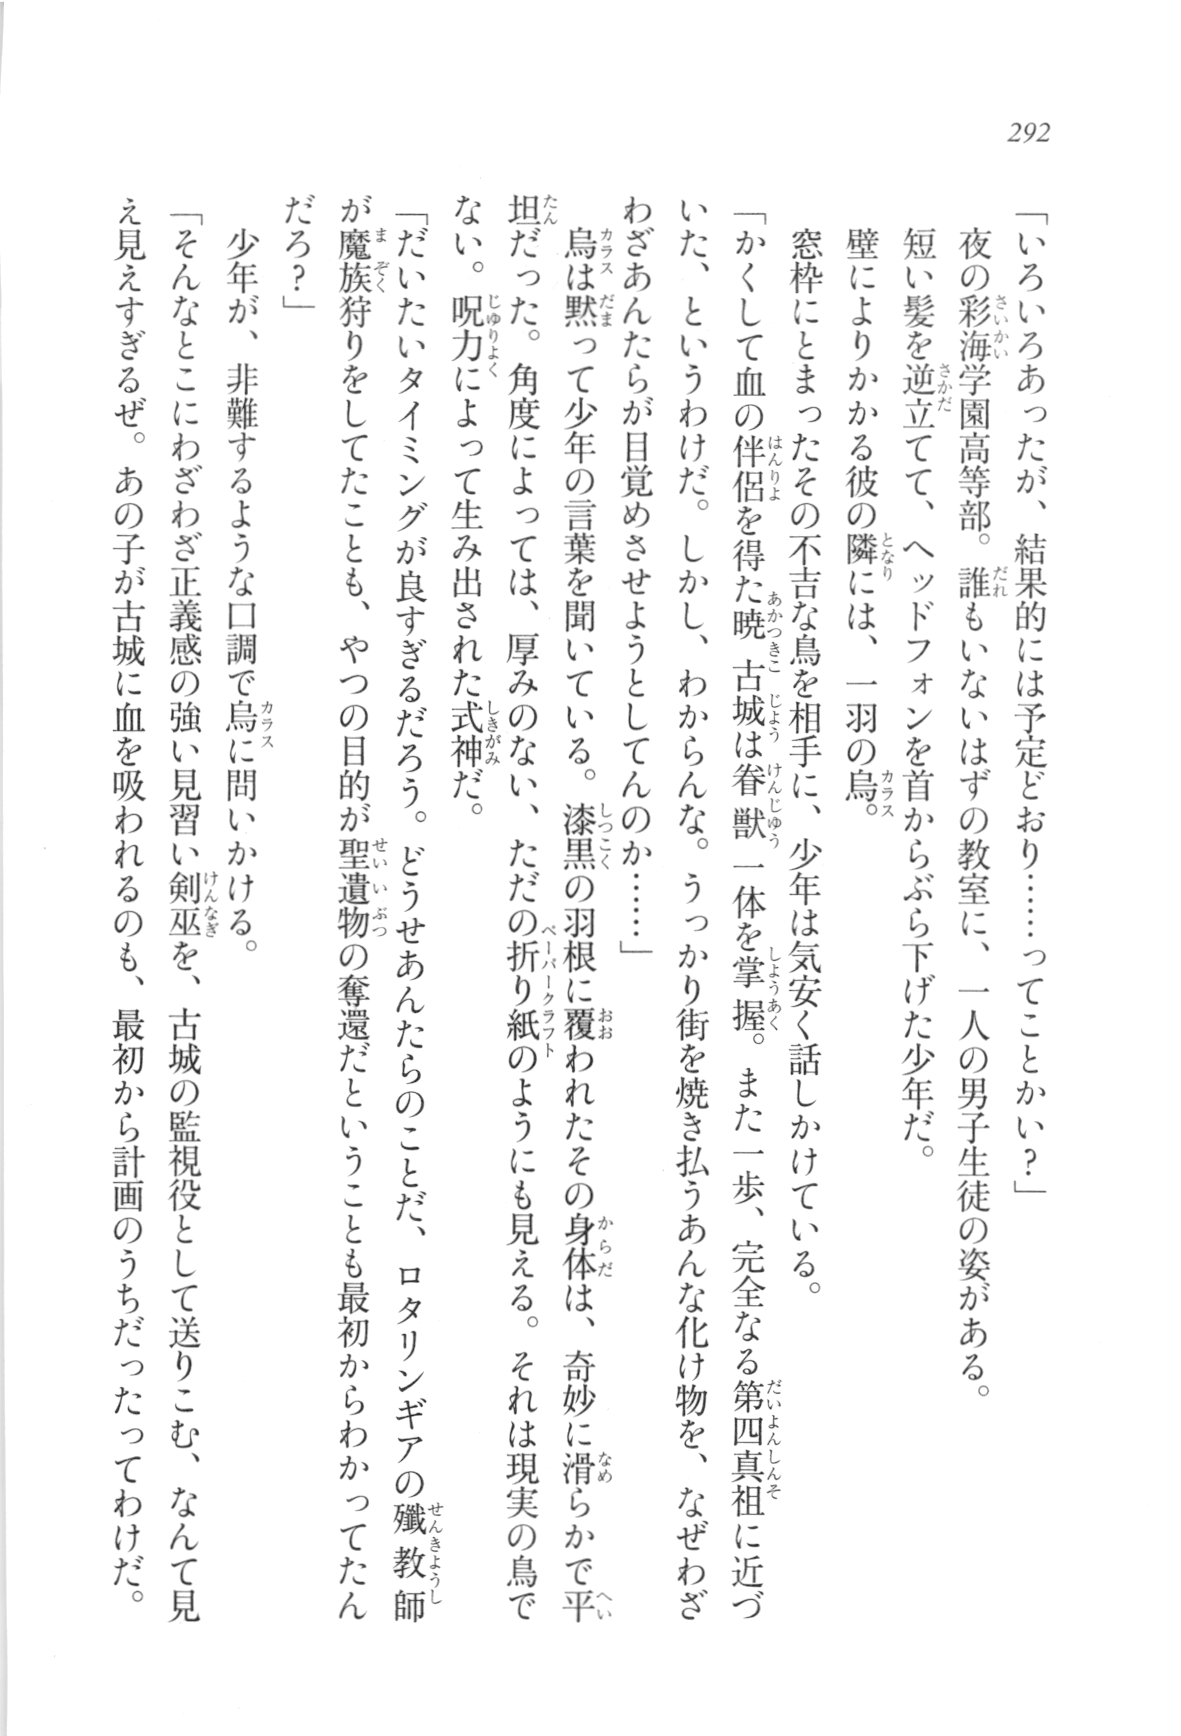 292
「いろいろあったが、結果的には予定どおり……ってことかい？」
夜の彩海学園高等部。誰もいないはずの教室に、一人の男子生徒の姿がある。
短い髪を逆立てて、ヘッドフォンを首からぶら下げた少年だ。
壁によりかかる彼の隣には、一羽の烏。
窓枠にとまったその不吉な鳥を相手に、少年は気安く話しかけている。
「かくして血の伴侶を得た暁古城は眷獣一体を掌握。また一歩、完全なる第四真祖に近づ
いた、というわけだ。しかし、わからんな。うっかり街を焼き払うあんな化け物を、なぜわざ
わざあんたらが目覚めさせようとしてんのか……」
烏は黙って少年の言葉を聞いている。漆黒の羽根に覆われたその身体は、奇妙に滑らかで平
坦だった。角度によっては、厚みのない、ただの折り紙のようにも見える。それは現実の鳥で
ない。呪力によって生み出された式神だ。
「だいたいタイミングが良すぎるだろう。どうせあんたらのことだ、ロタリンギアの殲教師
が魔族狩りをしてたことも、やつの目的が聖遺物の奪還だということも最初からわかってたん
だろ？」
少年が、非難するような口調で烏に問いかける。
「そんなとこにわざわざ正義感の強い見習い剣巫を、古城の監視役として送りこむ、なんて見
え見えすぎるぜ。あの子が古城に血を吸われるのも、最初から計画のうちだったってわけだ。